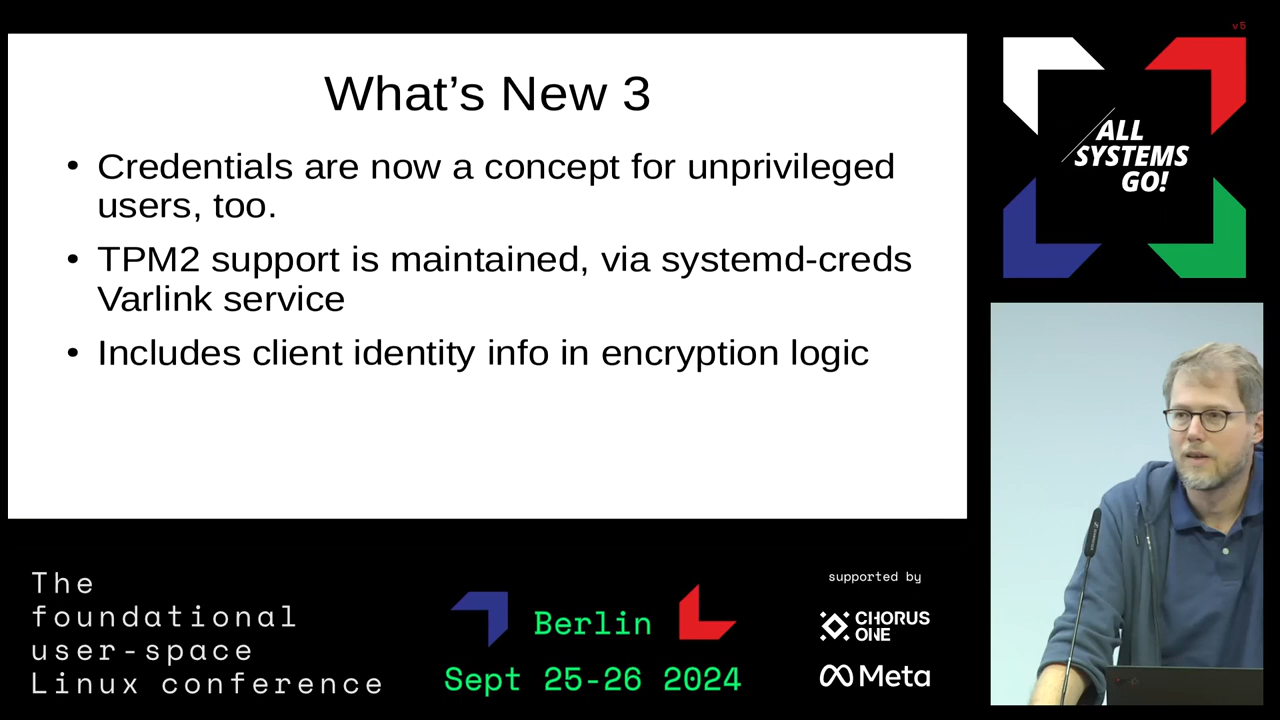 What's New 3
• Credentials are now a concept for unprivileged
users, too.
• TPM2 support is maintained, via systemd-creds
Varlink service
• Includes client identity info in encryption logic
v5
ALL
SYSTEMS
GO!
The
foundational
user-space
Linux conference
Berlin
Sept 25-26 2024
supported by
CHORUS
ONE
Meta